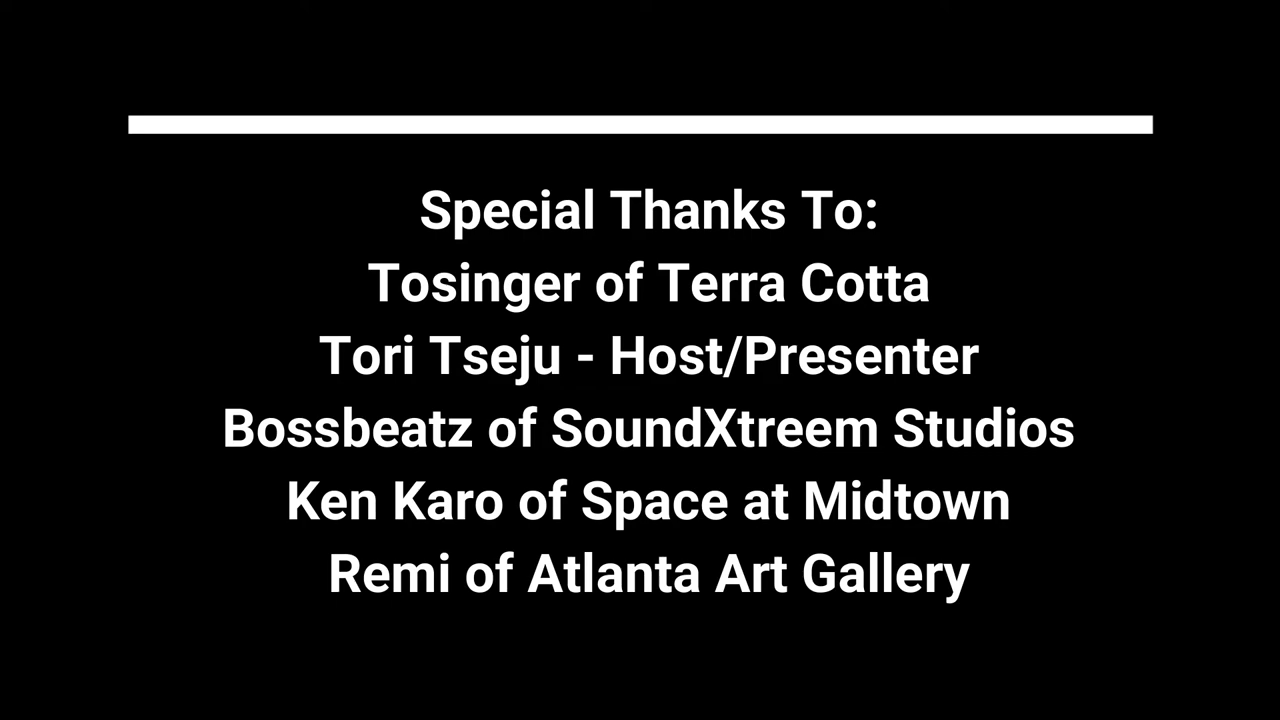 Special Thanks To:
Tosinger of Terra Cotta
Tori Tseju - Host/Presenter
Bossbeatz of SoundXtreem Studios
Ken Karo of Space at Midtown
Remi of Atlanta Art Gallery